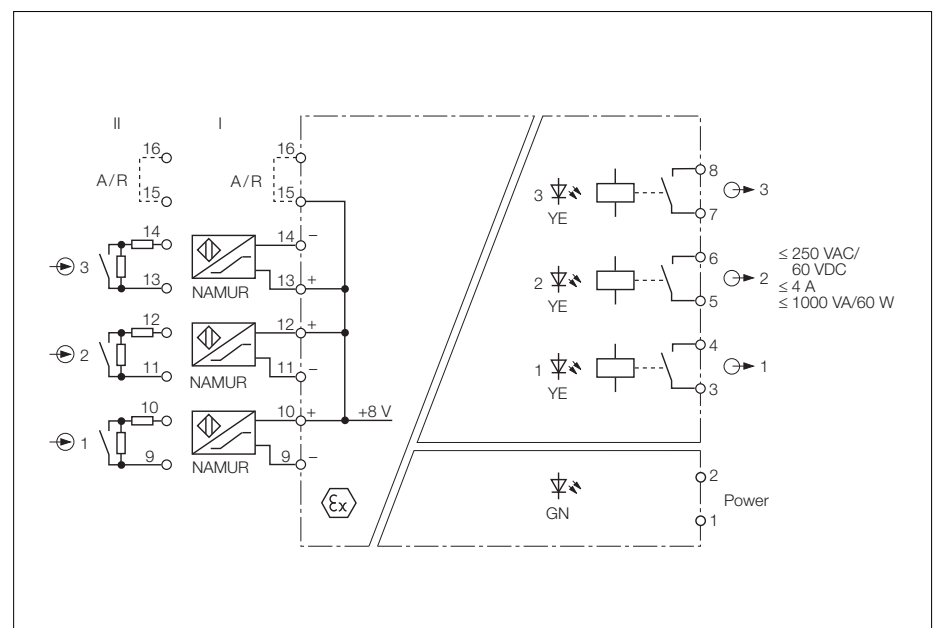 II I
16 16
A/R A/R
15 15
14 14 –
3
13 NAMUR 13 +
12 12 +
2
11 NAMUR 11 –
10 10 + +8 V
1
9 NAMUR 9 –
Ex
8
3 YE 3
7
6
2 YE 2
5
≤ 250 VAC/
60 VDC
≤ 4 A
≤ 1000 VA/60 W
4
1 YE 1
3
GN
2
Power
1